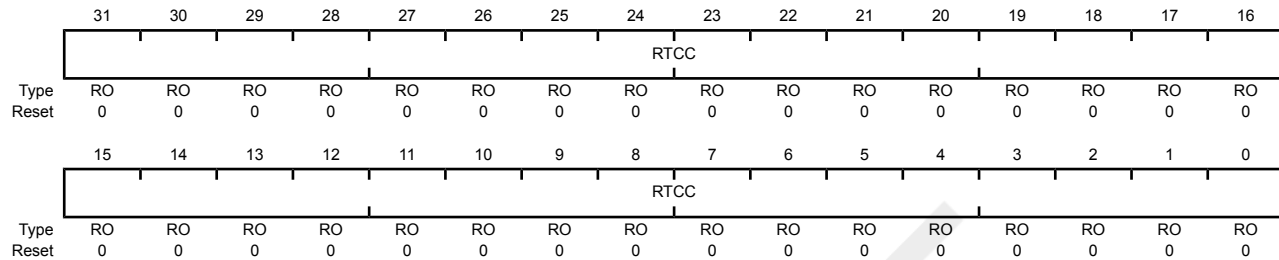 31 30 29 28 27 26 25 24 23 22 21 20 19 18 17 16
RTCC
Type RO RO RO RO RO RO RO RO RO RO RO RO RO RO RO RO
Reset 0 0 0 0 0 0 0 0 0 0 0 0 0 0 0 0
15 14 13 12 11 10 9 8 7 6 5 4 3 2 1 0
RTCC
Type RO RO RO RO RO RO RO RO RO RO RO RO RO RO RO RO
Reset 0 0 0 0 0 0 0 0 0 0 0 0 0 0 0 0